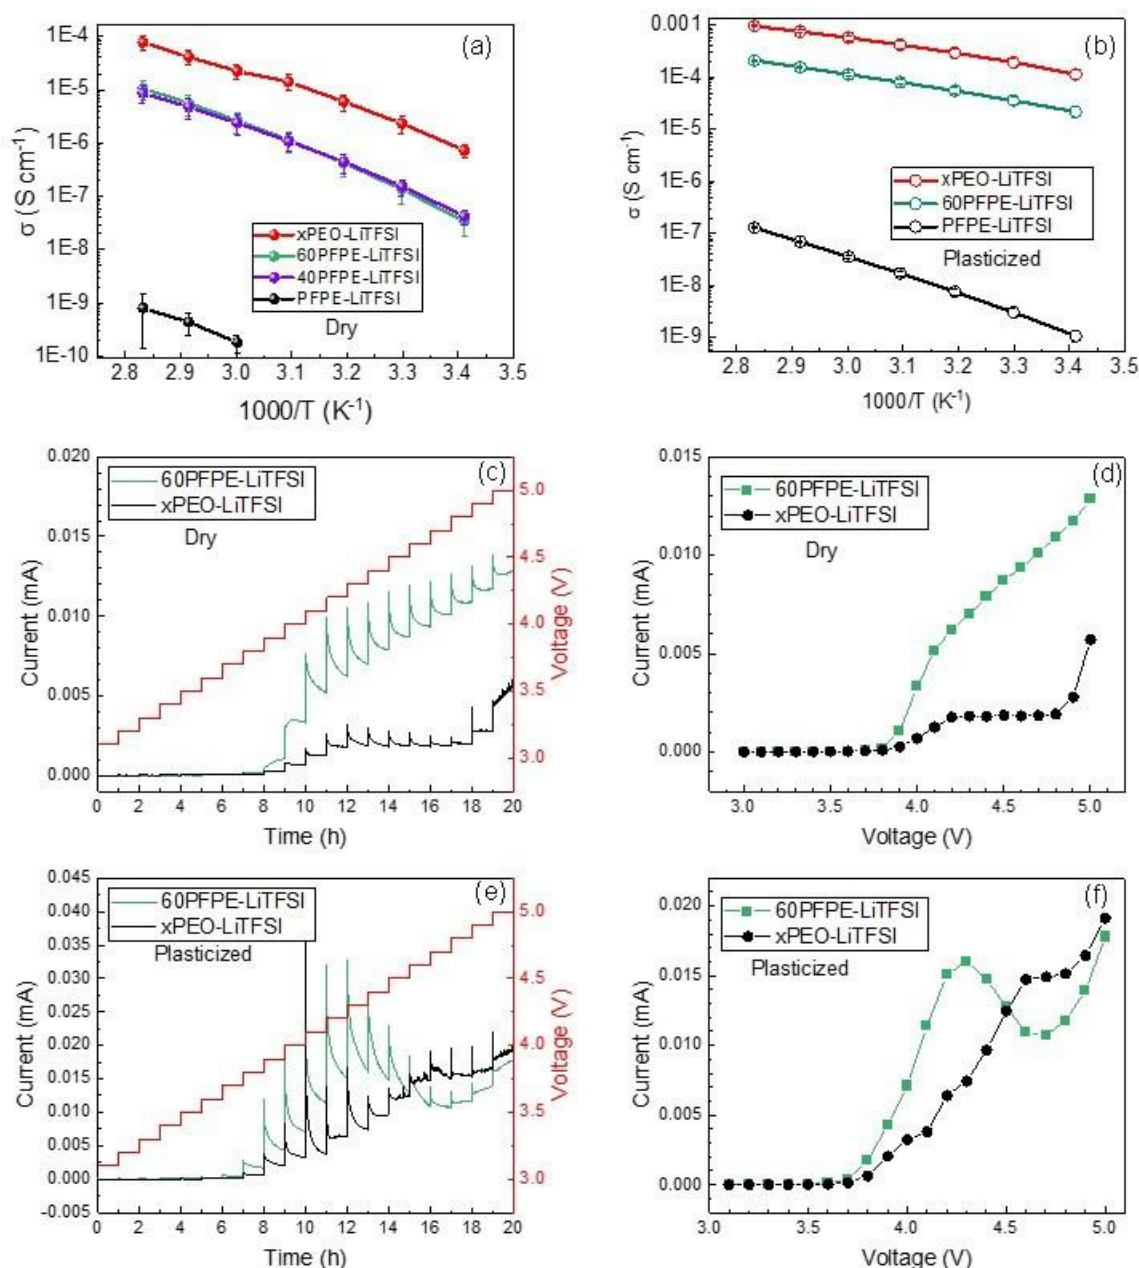 (a)
1E-4
1E-5
1E-6
1E-7
1E-8
1E-9
1E-10
σ (S cm⁻¹)
xPEO-LiTFSI
60PFPE-LiTFSI
40PFPE-LiTFSI
PFPE-LiTFSI
Dry
2.8 2.9 3.0 3.1 3.2 3.3 3.4 3.5
1000/T (K⁻¹)
(b)
0.001
1E-4
1E-5
1E-6
1E-7
1E-8
1E-9
σ (S cm⁻¹)
xPEO-LiTFSI
60PFPE-LiTFSI
PFPE-LiTFSI
Plasticized
2.8 2.9 3.0 3.1 3.2 3.3 3.4 3.5
1000/T (K⁻¹)
(c)
0.020
0.015
0.010
0.005
0.000
Current (mA)
60PFPE-LiTFSI
xPEO-LiTFSI
Dry
5.0
4.5
4.0
3.5
3.0
Voltage (V)
0 2 4 6 8 10 12 14 16 18 20
Time (h)
(d)
0.015
0.010
0.005
0.000
Current (mA)
60PFPE-LiTFSI
xPEO-LiTFSI
Dry
3.0 3.5 4.0 4.5 5.0
Voltage (V)
(e)
0.045
0.040
0.035
0.030
0.025
0.020
0.015
0.010
0.005
0.000
-0.005
Current (mA)
60PFPE-LiTFSI
xPEO-LiTFSI
Plasticized
5.0
4.5
4.0
3.5
3.0
Voltage (V)
0 2 4 6 8 10 12 14 16 18 20
Time (h)
(f)
0.020
0.015
0.010
0.005
0.000
Current (mA)
60PFPE-LiTFSI
xPEO-LiTFSI
Plasticized
3.0 3.5 4.0 4.5 5.0
Voltage (V)